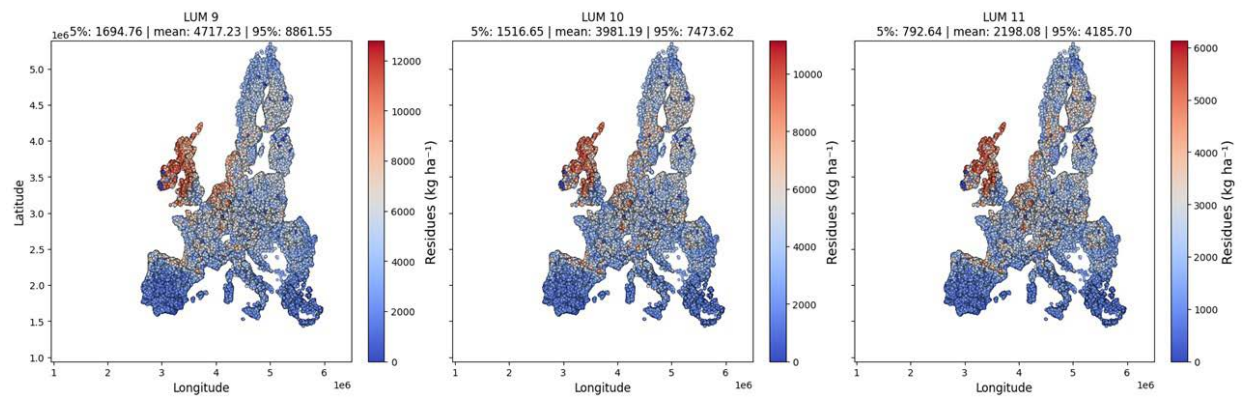 LUM 9
5%: 1694.76 | mean: 4717.23 | 95%: 8861.55
1e6
5.0
4.5
4.0
3.5
3.0
2.5
2.0
1.5
1.0
Latitude
1 2 3 4 5 6
1e6
Longitude
12000
10000
8000
6000
4000
2000
0
Residues (kg ha⁻¹)
LUM 10
5%: 1516.65 | mean: 3981.19 | 95%: 7473.62
1 2 3 4 5 6
1e6
Longitude
10000
8000
6000
4000
2000
0
Residues (kg ha⁻¹)
LUM 11
5%: 792.64 | mean: 2198.08 | 95%: 4185.70
1 2 3 4 5 6
1e6
Longitude
6000
5000
4000
3000
2000
1000
0
Residues (kg ha⁻¹)